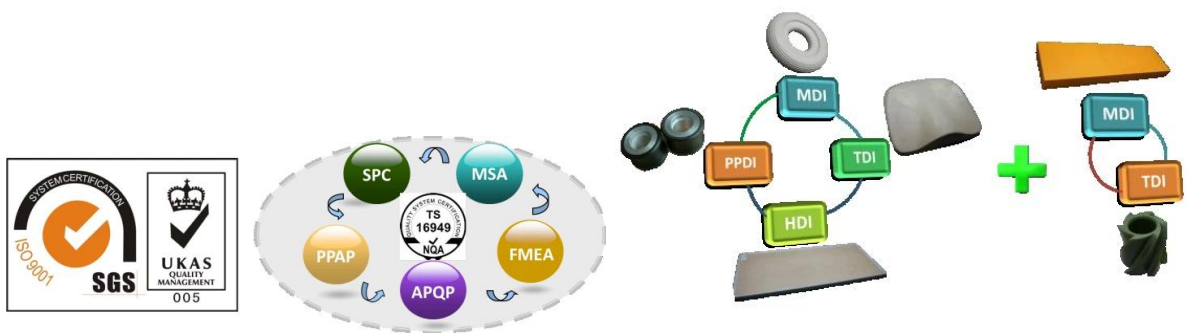 SYSTEM CERTIFICATION
ISO 9001
SGS
UKAS
QUALITY
MANAGEMENT
005
SPC
MSA
PPAP
FMEA
APQP
QUALITY SYSTEM CERTIFICATION
TS
16949
NQA
MDI
PPDI
TDI
HDI
MDI
TDI